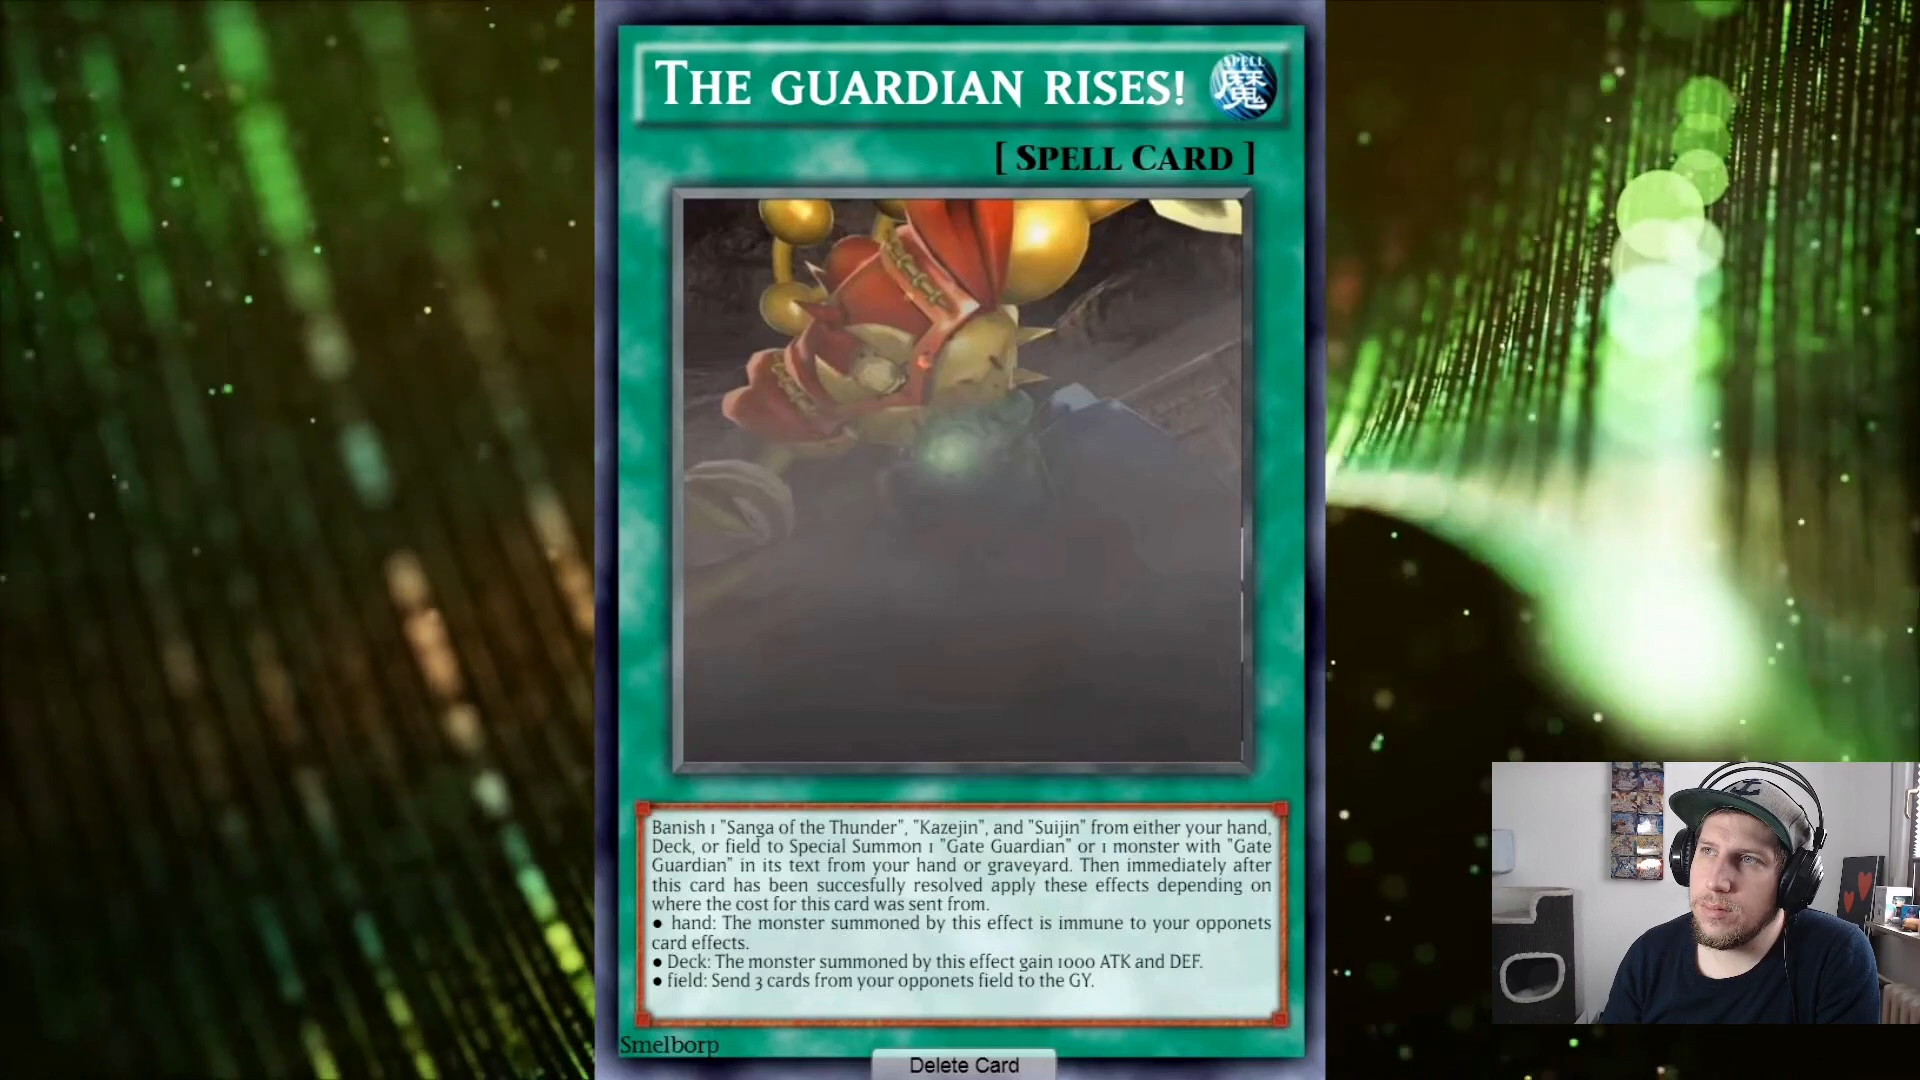 THE GUARDIAN RISES!
SPELL
魔
[ SPELL CARD ]
Banish 1 "Sanga of the Thunder", "Kazejin", and "Suijin" from either your hand,
Deck, or field to Special Summon 1 "Gate Guardian" or 1 monster with "Gate
Guardian" in its text from your hand or graveyard. Then immediately after
this card has been succesfully resolved apply these effects depending on
where the cost for this card was sent from.
● hand: The monster summoned by this effect is immune to your opponets
card effects.
● Deck: The monster summoned by this effect gain 1000 ATK and DEF.
● field: Send 3 cards from your opponets field to the GY.
Smelborp
Delete Card